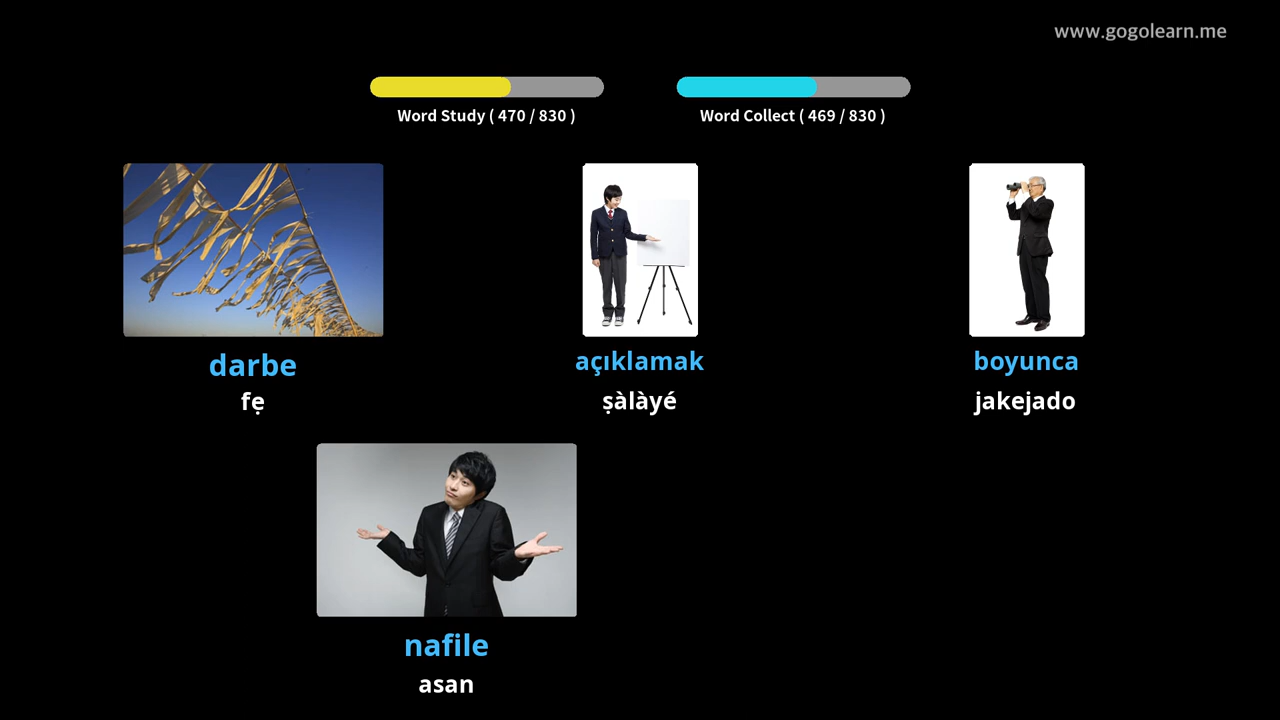 www.gogolearn.me
Word Study ( 470 / 830 )
Word Collect ( 469 / 830 )
darbe
fẹ
açıklamak
ṣàlàyé
boyunca
jakejado
nafile
asan